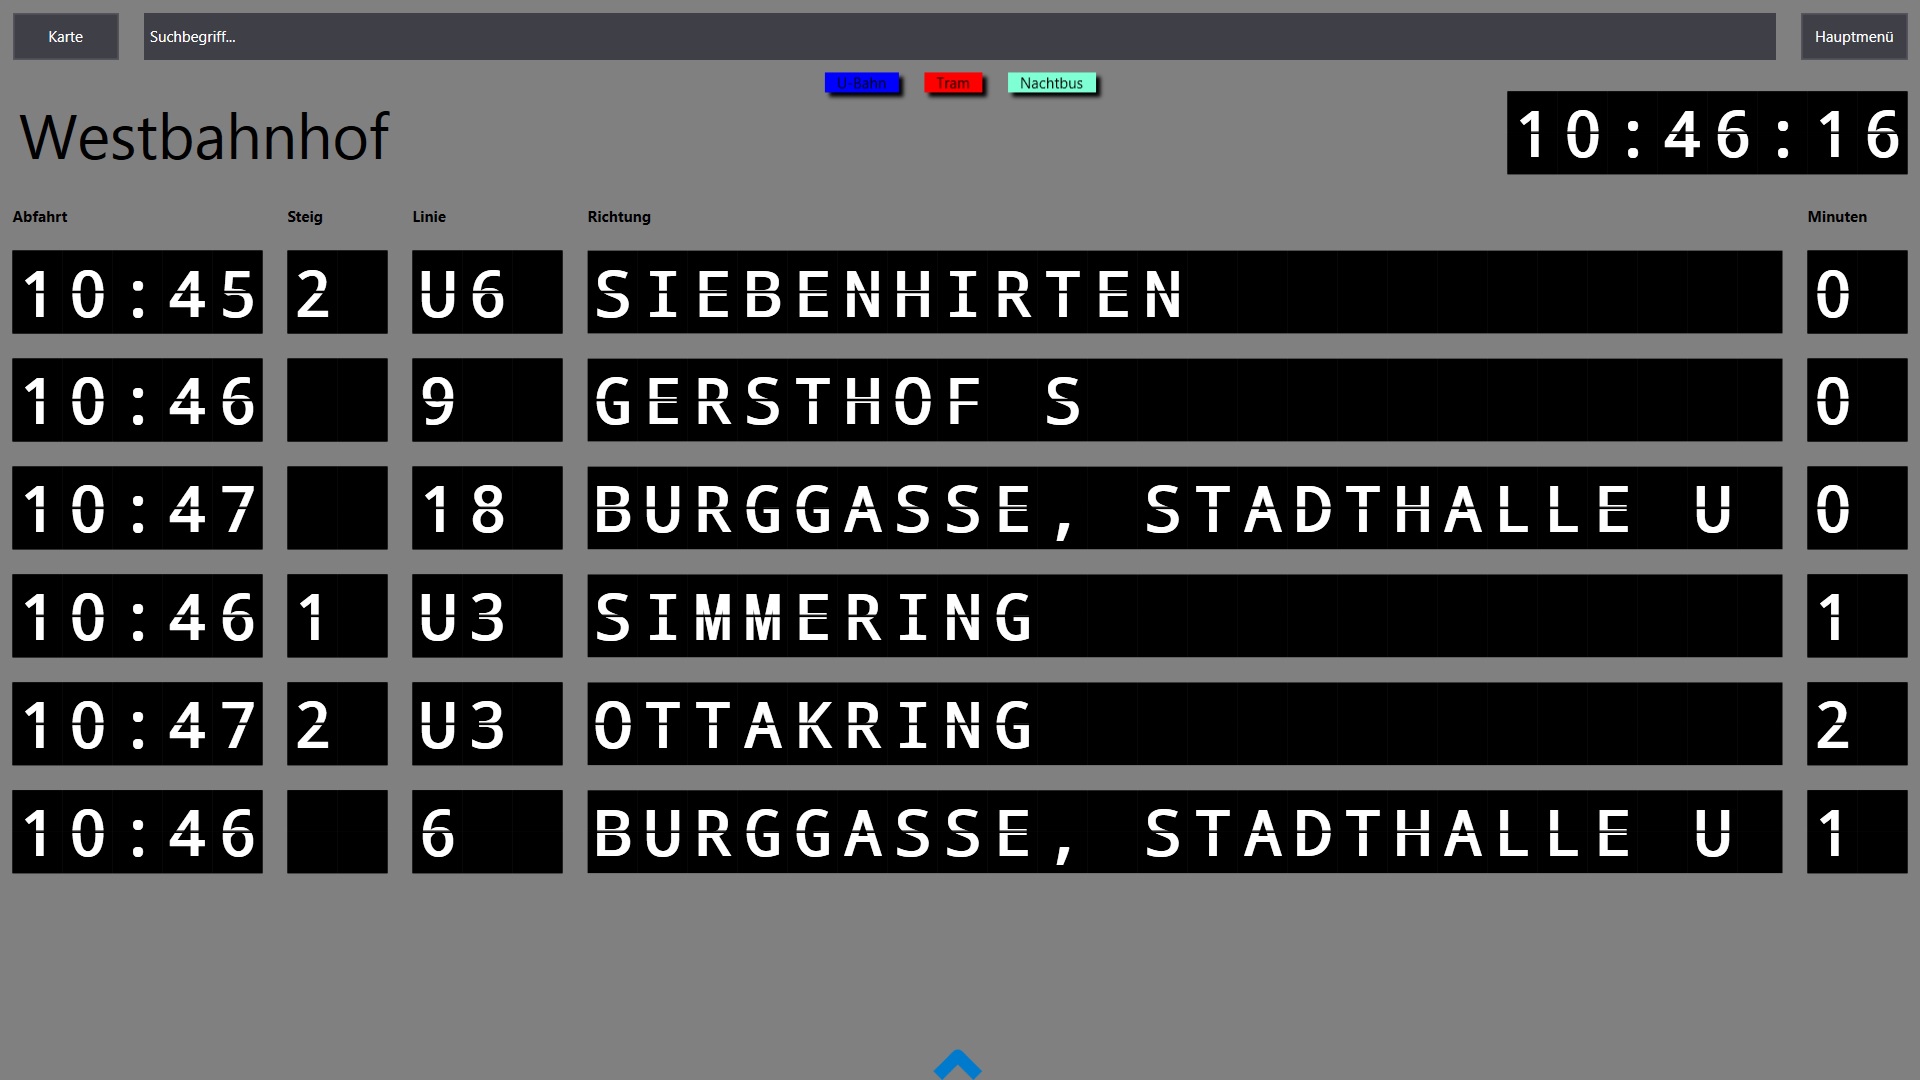 Karte Suchbegriff... Hauptmenü
U-Bahn Tram Nachtbus
Westbahnhof 10:46:16
Abfahrt Steig Linie Richtung Minuten
10:45 2 U6 SIEBENHIRTEN 0
10:46 9 GERSTHOF S 0
10:47 18 BURGGASSE, STADTHALLE U 0
10:46 1 U3 SIMMERING 1
10:47 2 U3 OTTAKRING 2
10:46 6 BURGGASSE, STADTHALLE U 1